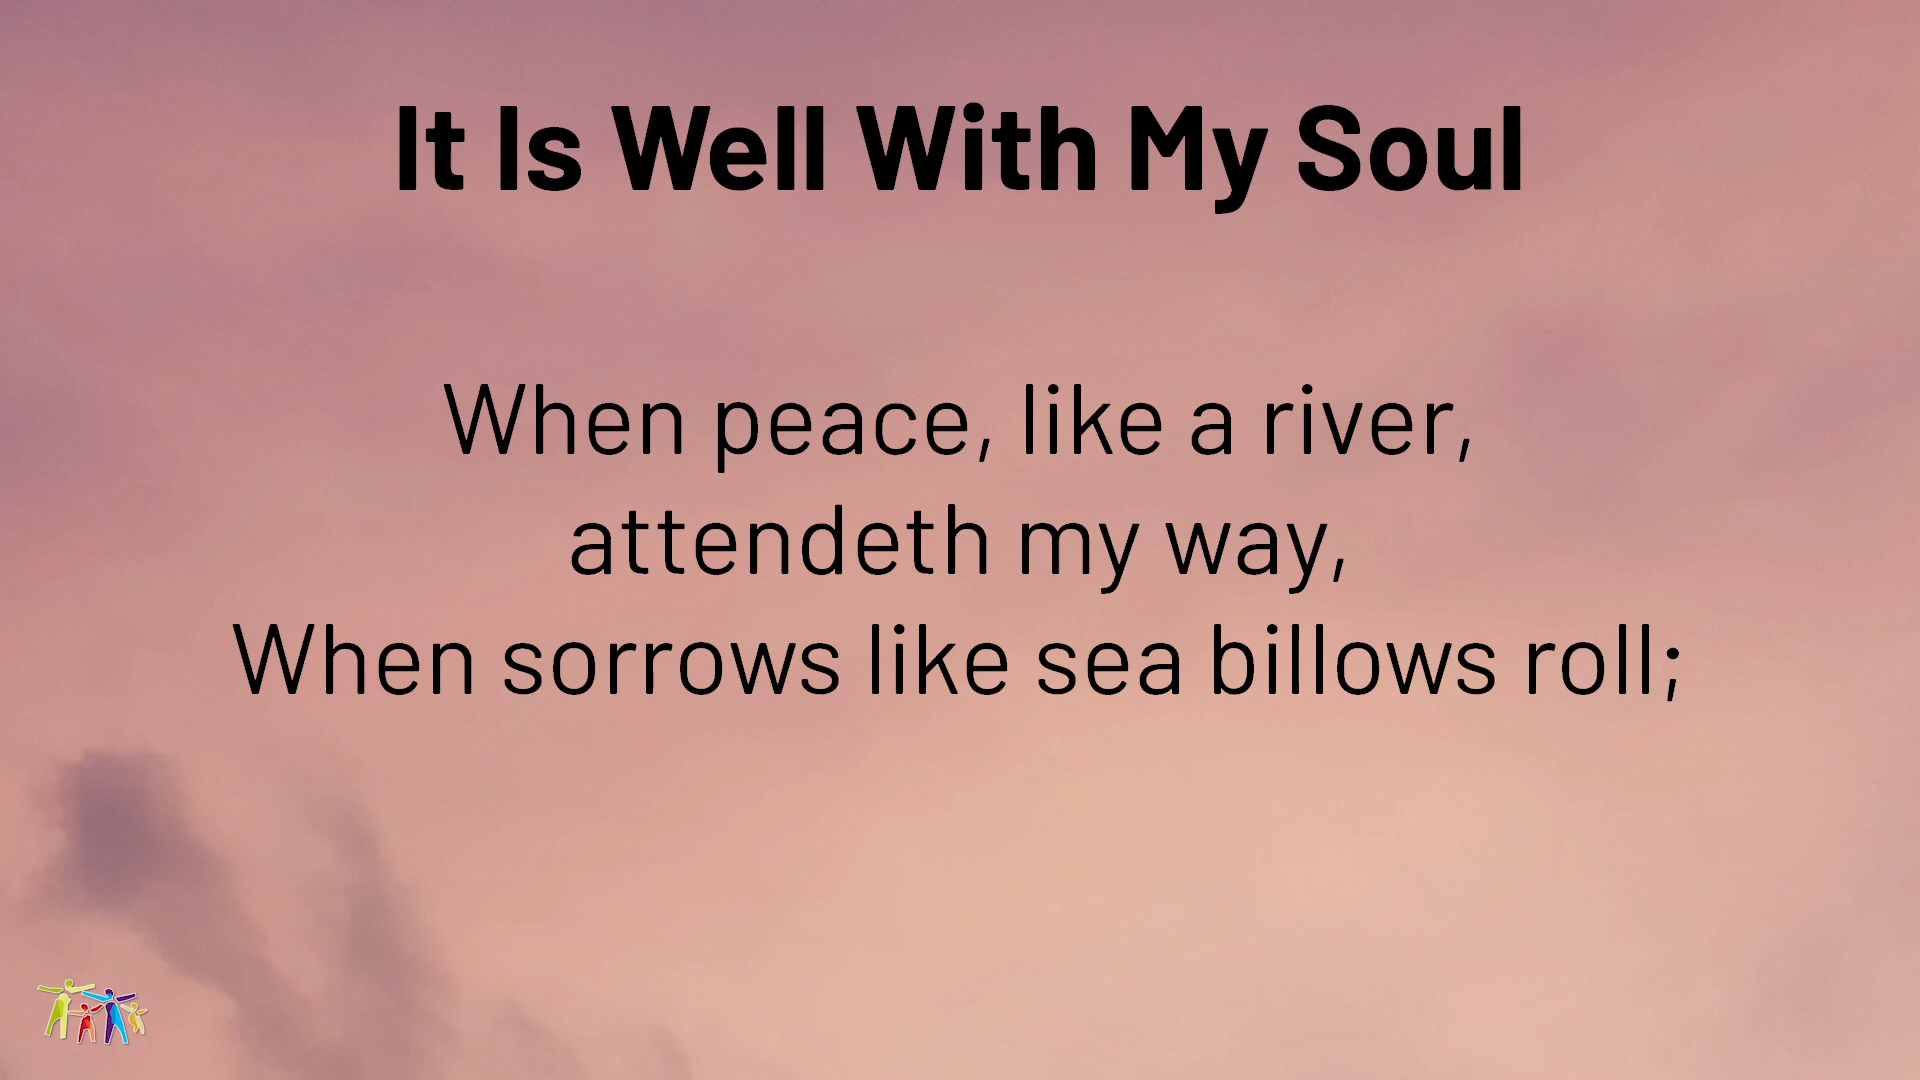 It Is Well With My Soul
When peace, like a river,
attendeth my way,
When sorrows like sea billows roll;